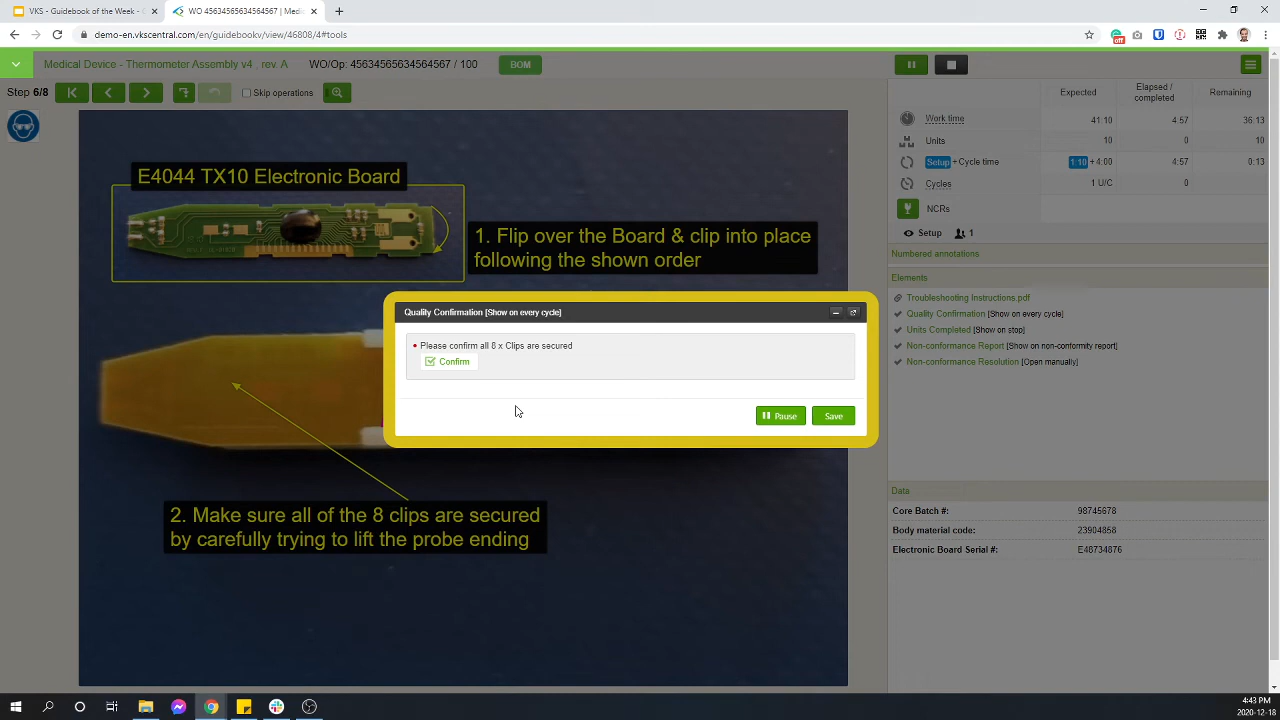 VKS - Guidebook of the Week - G
WO 45634565634564567 | Medic
demo-en.vkscentral.com/en/guidebookv/view/46808/4#tools
off
Medical Device - Thermometer Assembly v4 , rev. A
WO/Op: 45634565634564567 / 100
BOM
Step 6/8
Skip operations
Expected
Elapsed / completed
Remaining
Work time 41:10 4:57 36:13
Units 10 0 10
Setup + Cycle time 1:10 + 4:00 4:57 0:13
Cycles 1 U/C 0
NCRs
Setup 1
Numbered annotations
Elements
Troubleshooting Instructions.pdf
Quality Confirmation [Show on every cycle]
Units Completed [Show on stop]
Non-conformance Report [Show on non-conformity report]
Non-conformance Resolution [Open manually]
Data
Core Batch #: 98745678
Body material code: 23904858
Electronic Board Serial #: E48734876
E4044 TX10 Electronic Board
1. Flip over the Board & clip into place
following the shown order
Quality Confirmation [Show on every cycle]
Please confirm all 8 x Clips are secured
Confirm
Pause
Save
2. Make sure all of the 8 clips are secured
by carefully trying to lift the probe ending
4:43 PM
2020-12-18